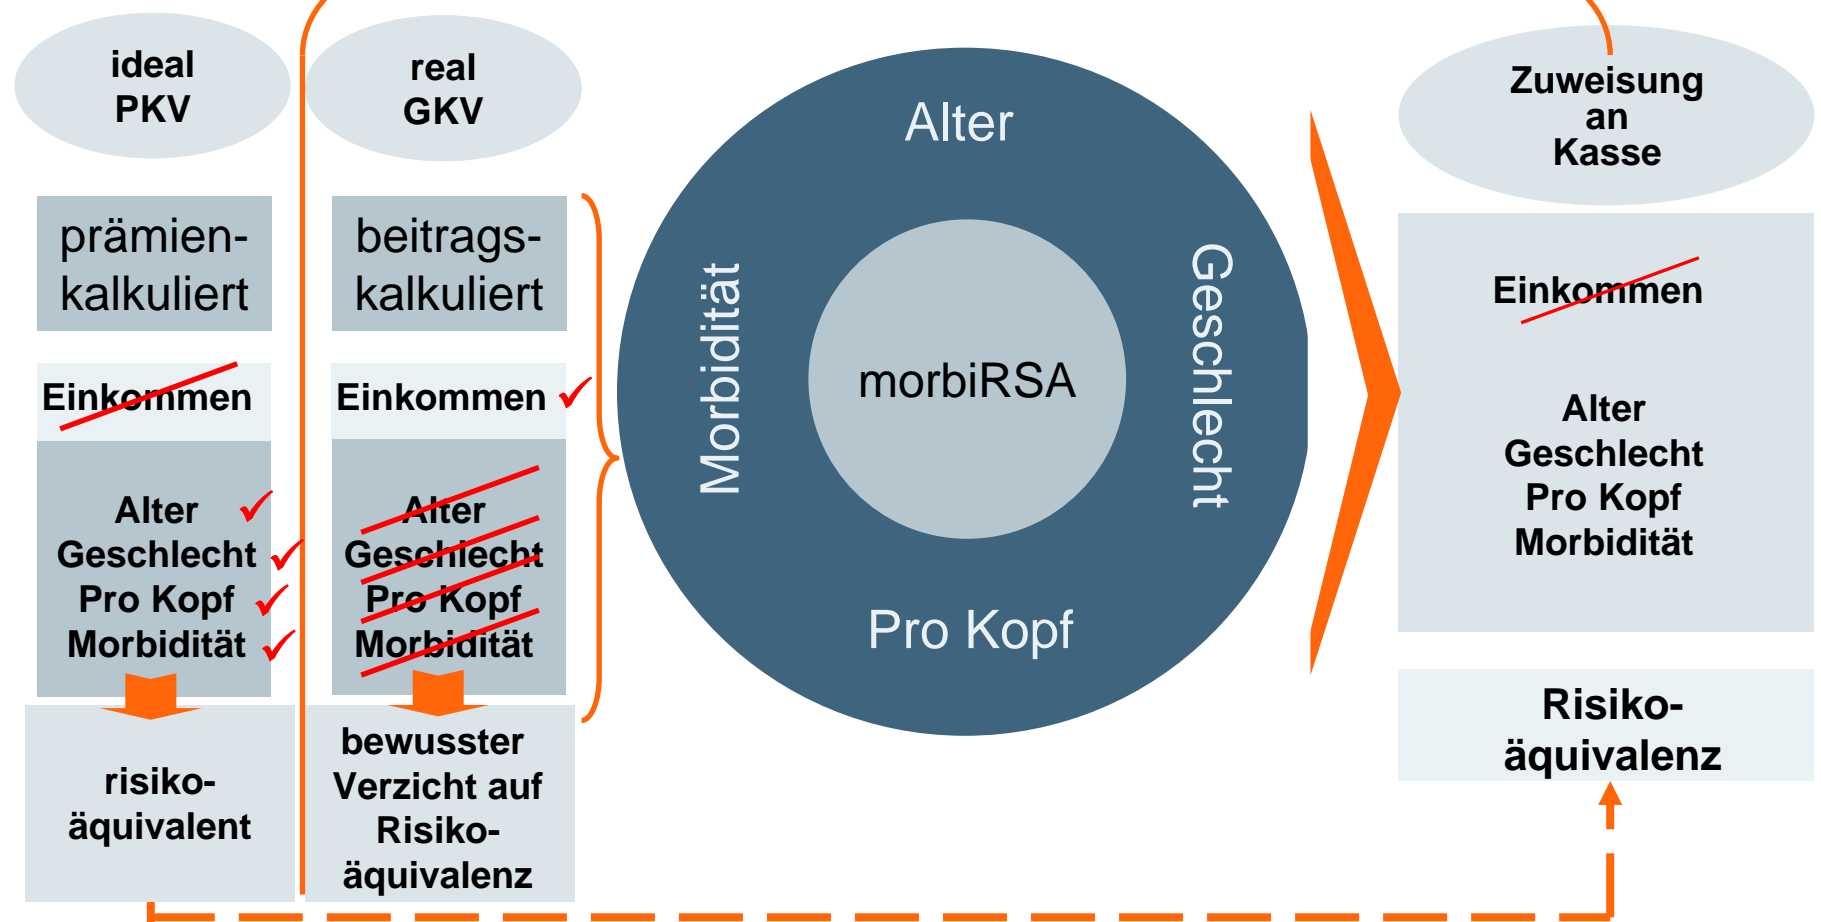 ideal
PKV
prämien-
kalkuliert
Einkommen
Alter
Geschlecht
Pro Kopf
Morbidität
risiko-
äquivalent
real
GKV
beitrags-
kalkuliert
Einkommen
Alter
Geschlecht
Pro Kopf
Morbidität
bewusster
Verzicht auf
Risiko-
äquivalenz
Alter
Morbidität
morbiRSA
Geschlecht
Pro Kopf
Zuweisung
an
Kasse
Einkommen
Alter
Geschlecht
Pro Kopf
Morbidität
Risiko-
äquivalenz